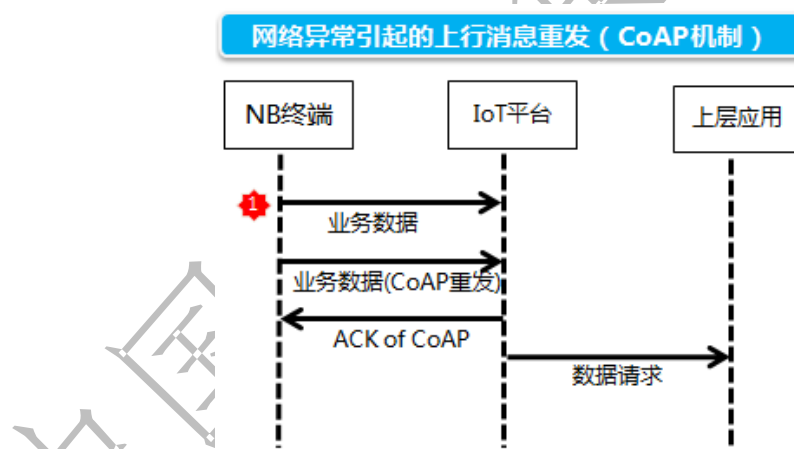 网络异常引起的上行消息重发（CoAP机制）
NB终端
IoT平台
上层应用
1
业务数据
业务数据(CoAP重发)
ACK of CoAP
数据请求
国